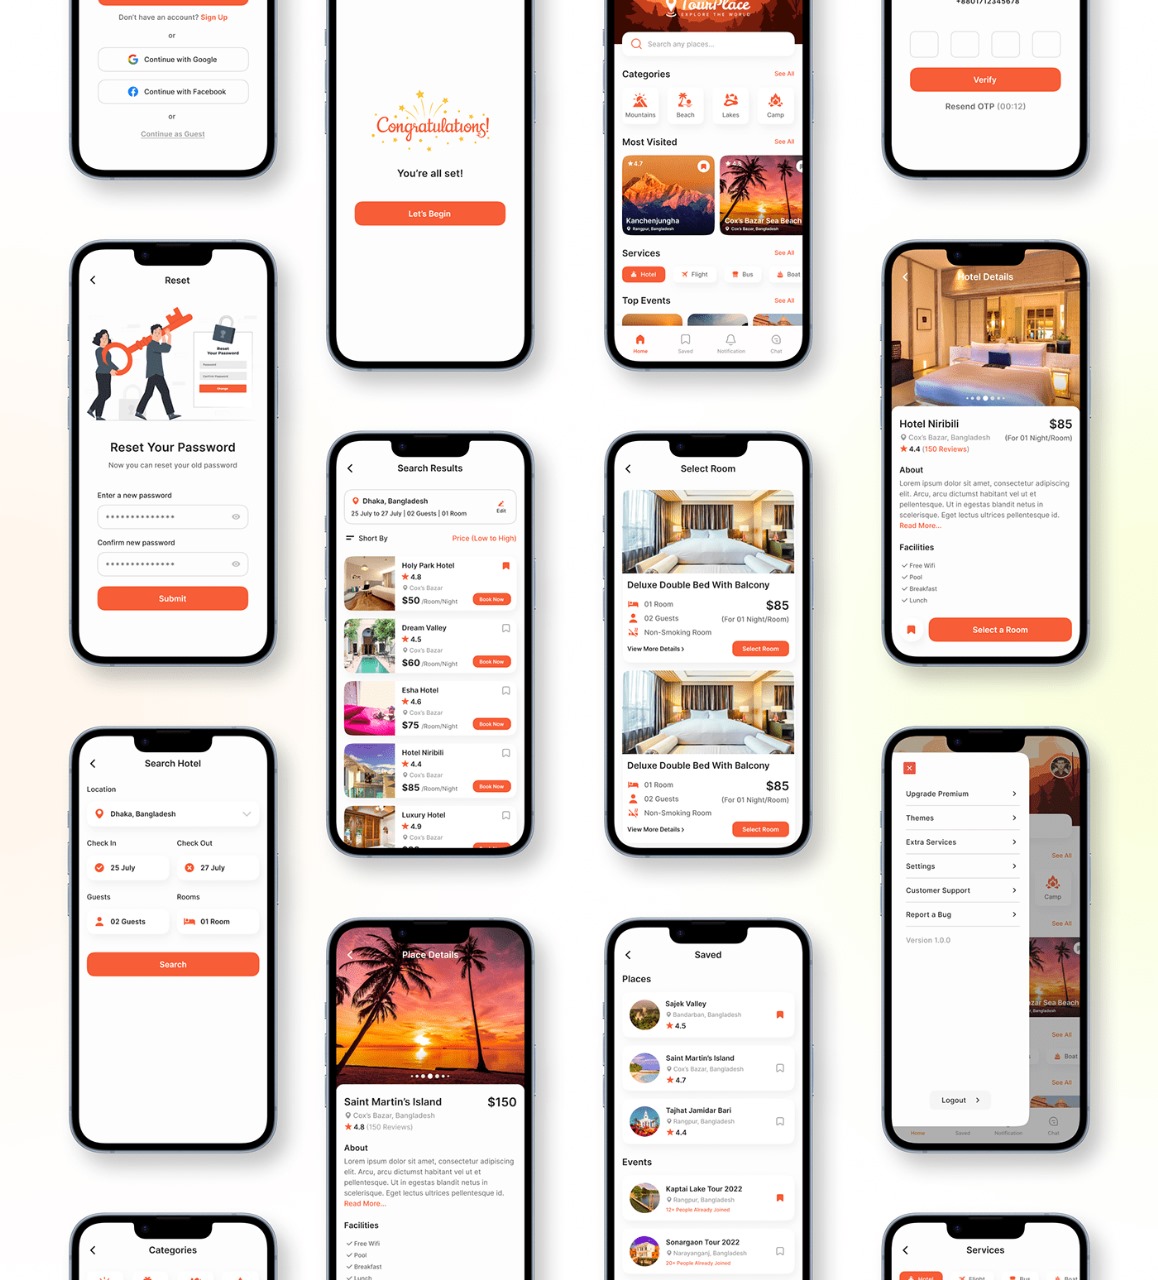 Don't have an account? Sign Up
or
Continue with Google
Continue with Facebook
or
Continue as Guest
Reset
Reset
Your Password
Reset Your Password
Now you can reset your old password
Enter a new password
Confirm new password
Submit
Search Hotel
Location
Dhaka, Bangladesh
Check In
Check Out
25 July
27 July
Guests
Rooms
02 Guests
01 Room
Search
Categories
Congratulations!
You're all set!
Let's Begin
Search Results
Dhaka, Bangladesh
25 July to 27 July | 02 Guests | 01 Room
Edit
Short By
Price (Low to High)
Holy Park Hotel
4.8
Cox's Bazar
$50 /Room/Night
Book Now
Dream Valley
4.5
Cox's Bazar
$60 /Room/Night
Book Now
Esha Hotel
4.6
Cox's Bazar
$75 /Room/Night
Book Now
Hotel Niribili
4.4
Cox's Bazar
$85 /Room/Night
Book Now
Luxury Hotel
4.9
Cox's Bazar
Place Details
Saint Martin's Island
$150
Cox's Bazar, Bangladesh
4.8 (150 Reviews)
About
Lorem ipsum dolor sit amet, consectetur adipiscing
elit. Arcu, arcu dictumst habitant vel ut et
pellentesque. Ut in egestas blandit netus in
scelerisque. Eget lectus ultrices pellentesque id.
Read More...
Facilities
Free Wifi
Pool
Breakfast
Lunch
TourPlace
EXPLORE THE WORLD
Search any places...
Categories
See All
Mountains
Beach
Lakes
Camp
Most Visited
See All
4.7
Kanchenjungha
Rangpur, Bangladesh
Cox's Bazar Sea Beach
Cox's Bazar, Bangladesh
Services
See All
Hotel
Flight
Bus
Boat
Top Events
See All
Home
Saved
Notification
Chat
Select Room
Deluxe Double Bed With Balcony
01 Room
$85
02 Guests
(For 01 Night/Room)
Non-Smoking Room
View More Details
Select Room
Deluxe Double Bed With Balcony
01 Room
$85
02 Guests
(For 01 Night/Room)
Non-Smoking Room
View More Details
Select Room
Saved
Places
Sajek Valley
Bandarban, Bangladesh
4.5
Saint Martin's Island
Cox's Bazar, Bangladesh
4.7
Tajhat Jamidar Bari
Rangpur, Bangladesh
4.4
Events
Kaptai Lake Tour 2022
Rangpur, Bangladesh
12+ People Already Joined
Sonargaon Tour 2022
Narayanganj, Bangladesh
20+ People Already Joined
+8801712345678
Verify
Resend OTP (00:12)
Hotel Details
Hotel Niribili
$85
Cox's Bazar, Bangladesh
(For 01 Night/Room)
4.4 (150 Reviews)
About
Lorem ipsum dolor sit amet, consectetur adipiscing
elit. Arcu, arcu dictumst habitant vel ut et
pellentesque. Ut in egestas blandit netus in
scelerisque. Eget lectus ultrices pellentesque id.
Read More...
Facilities
Free Wifi
Pool
Breakfast
Lunch
Select a Room
Upgrade Premium
Themes
Extra Services
See All
Settings
Customer Support
Camp
Report a Bug
See All
Version 1.0.0
zar Sea Beach
See All
Boat
See All
Logout
Home
Saved
Notification
Chat
Services
Hotel
Flight
Bus
Boat